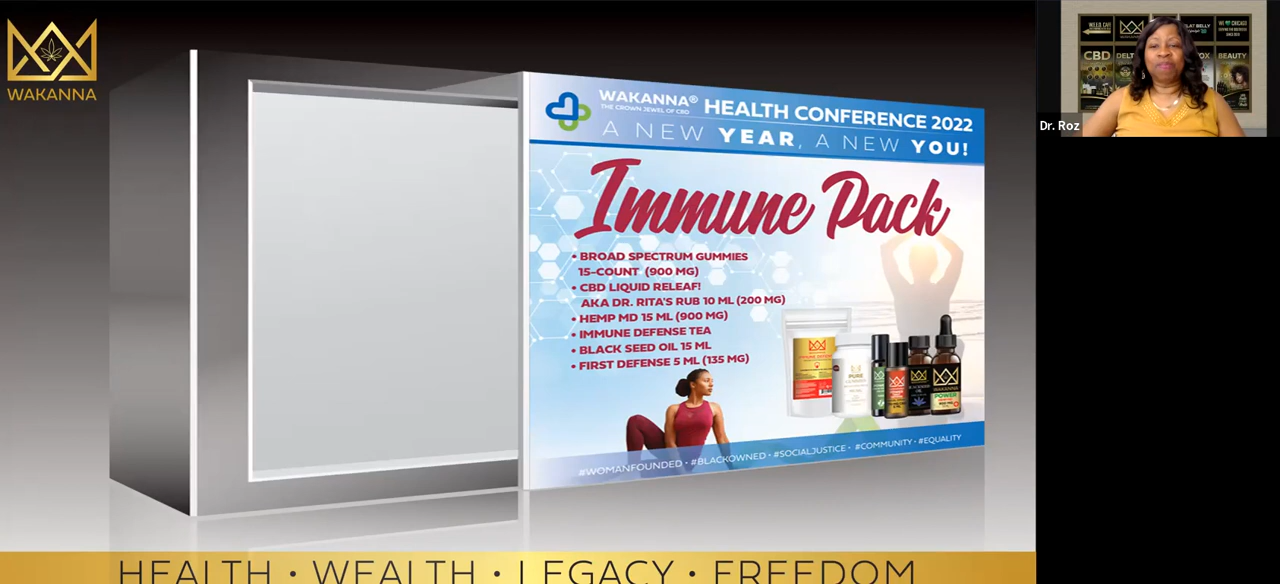 WAKANNA
WAKANNA® HEALTH CONFERENCE 2022
THE CROWN JEWEL OF CBD
A NEW YEAR, A NEW YOU!
Immune Pack
• BROAD SPECTRUM GUMMIES
15-COUNT (900 MG)
• CBD LIQUID RELEAF!
AKA DR. RITA'S RUB 10 ML (200 MG)
• HEMP MD 15 ML (900 MG)
• IMMUNE DEFENSE TEA
• BLACK SEED OIL 15 ML
• FIRST DEFENSE 5 ML (135 MG)
PURE
WAKANNA
POWER
#WOMANFOUNDED • #BLACKOWNED • #SOCIALJUSTICE • #COMMUNITY • #EQUALITY
HEALTH • WEALTH • LEGACY • FREEDOM
CBD
BEAUTY
Dr. Roz